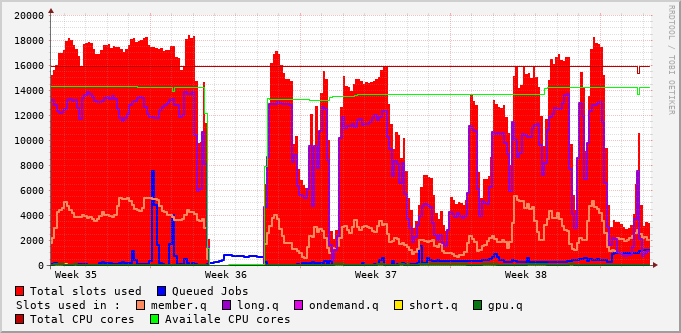 RRDTOOL / TOBI OETIKER
20000
18000
16000
14000
12000
10000
8000
6000
4000
2000
0
Week 35 Week 36 Week 37 Week 38
Total slots used Queued Jobs
Slots used in : member.q long.q ondemand.q short.q gpu.q
Total CPU cores Availale CPU cores